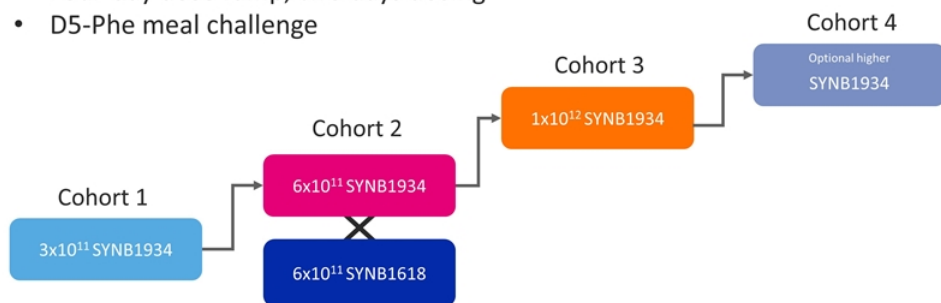 • D5-Phe meal challenge
Cohort 1
3x10¹¹ SYNB1934
Cohort 2
6x10¹¹ SYNB1934
6x10¹¹ SYNB1618
Cohort 3
1x10¹² SYNB1934
Cohort 4
Optional higher
SYNB1934